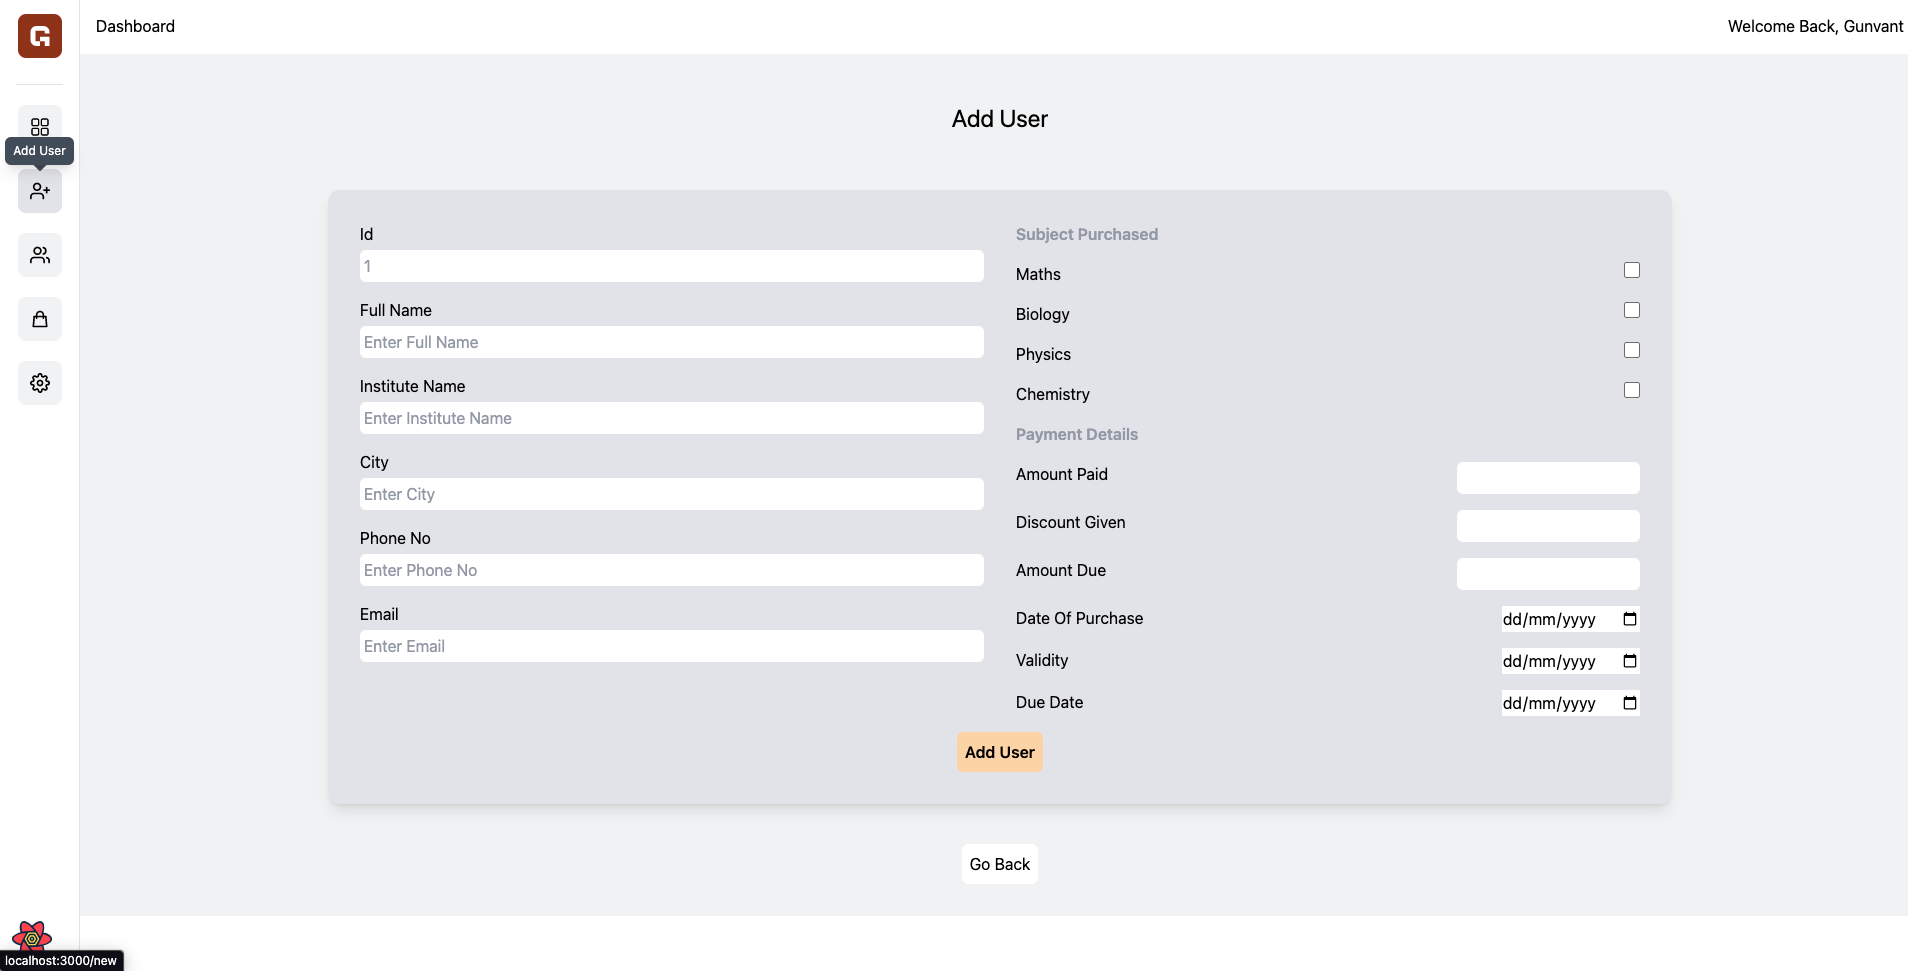 G
Dashboard
Welcome Back, Gunvant
Add User
Add User
Id
1
Full Name
Enter Full Name
Institute Name
Enter Institute Name
City
Enter City
Phone No
Enter Phone No
Email
Enter Email
Subject Purchased
Maths
Biology
Physics
Chemistry
Payment Details
Amount Paid
Discount Given
Amount Due
Date Of Purchase dd/mm/yyyy
Validity dd/mm/yyyy
Due Date dd/mm/yyyy
Add User
Go Back
localhost:3000/new